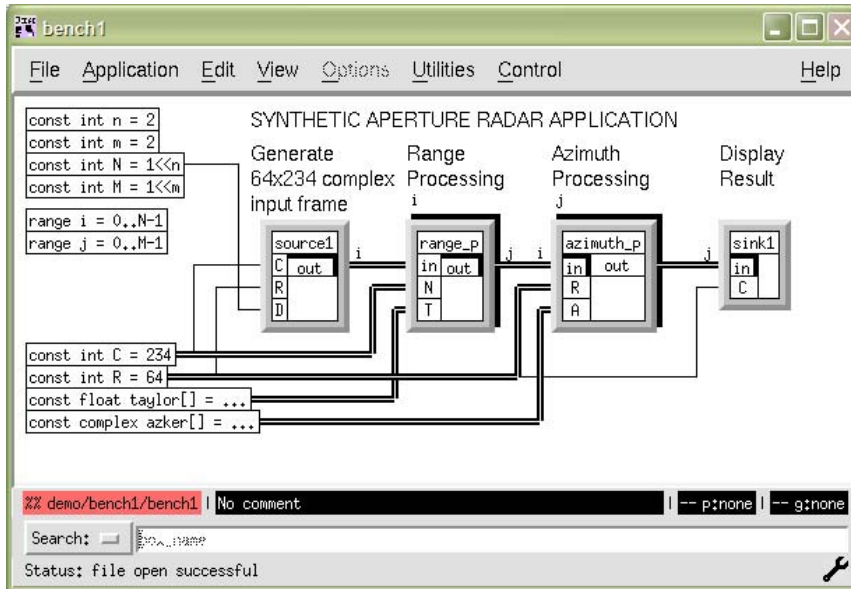 bench1
File Application Edit View Options Utilities Control Help
const int n = 2
const int m = 2
const int N = 1<<n
const int M = 1<<m
range i = 0..N-1
range j = 0..M-1
SYNTHETIC APERTURE RADAR APPLICATION
Generate
64x234 complex
input frame
Range
Processing
Azimuth
Processing
Display
Result
source1
C out
R
D
i
i
range_p
in out
N
T
j i
j
azimuth_p
in out
R
A
j
sink1
in
C
const int C = 234
const int R = 64
const float taylor[] = ...
const complex azker[] = ...
%% demo/bench1/bench1 | No comment | -- p:none | -- g:none
Search: box_name
Status: file open successful